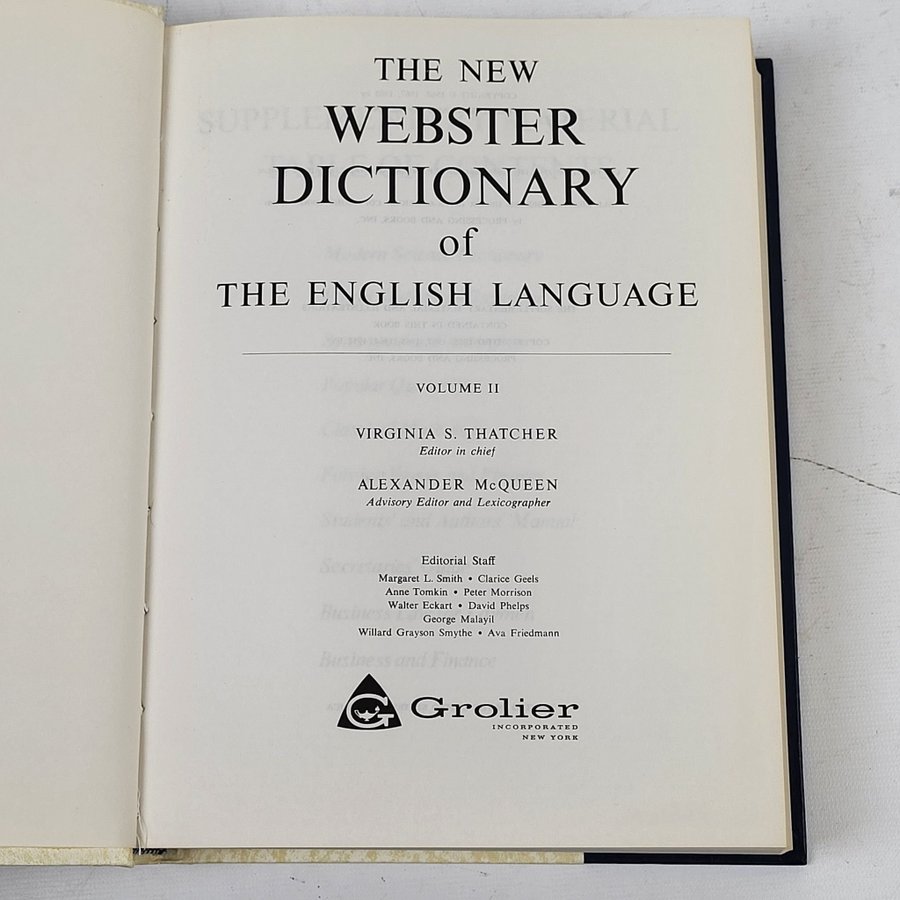 THE NEW
WEBSTER
DICTIONARY
of
THE ENGLISH LANGUAGE
VOLUME II
VIRGINIA S. THATCHER
Editor in chief
ALEXANDER McQUEEN
Advisory Editor and Lexicographer
Editorial Staff
Margaret L. Smith • Clarice Geels
Anne Tomkin • Peter Morrison
Walter Eckart • David Phelps
George Malayil
Willard Grayson Smythe • Ava Friedmann
G Grolier
INCORPORATED
NEW YORK